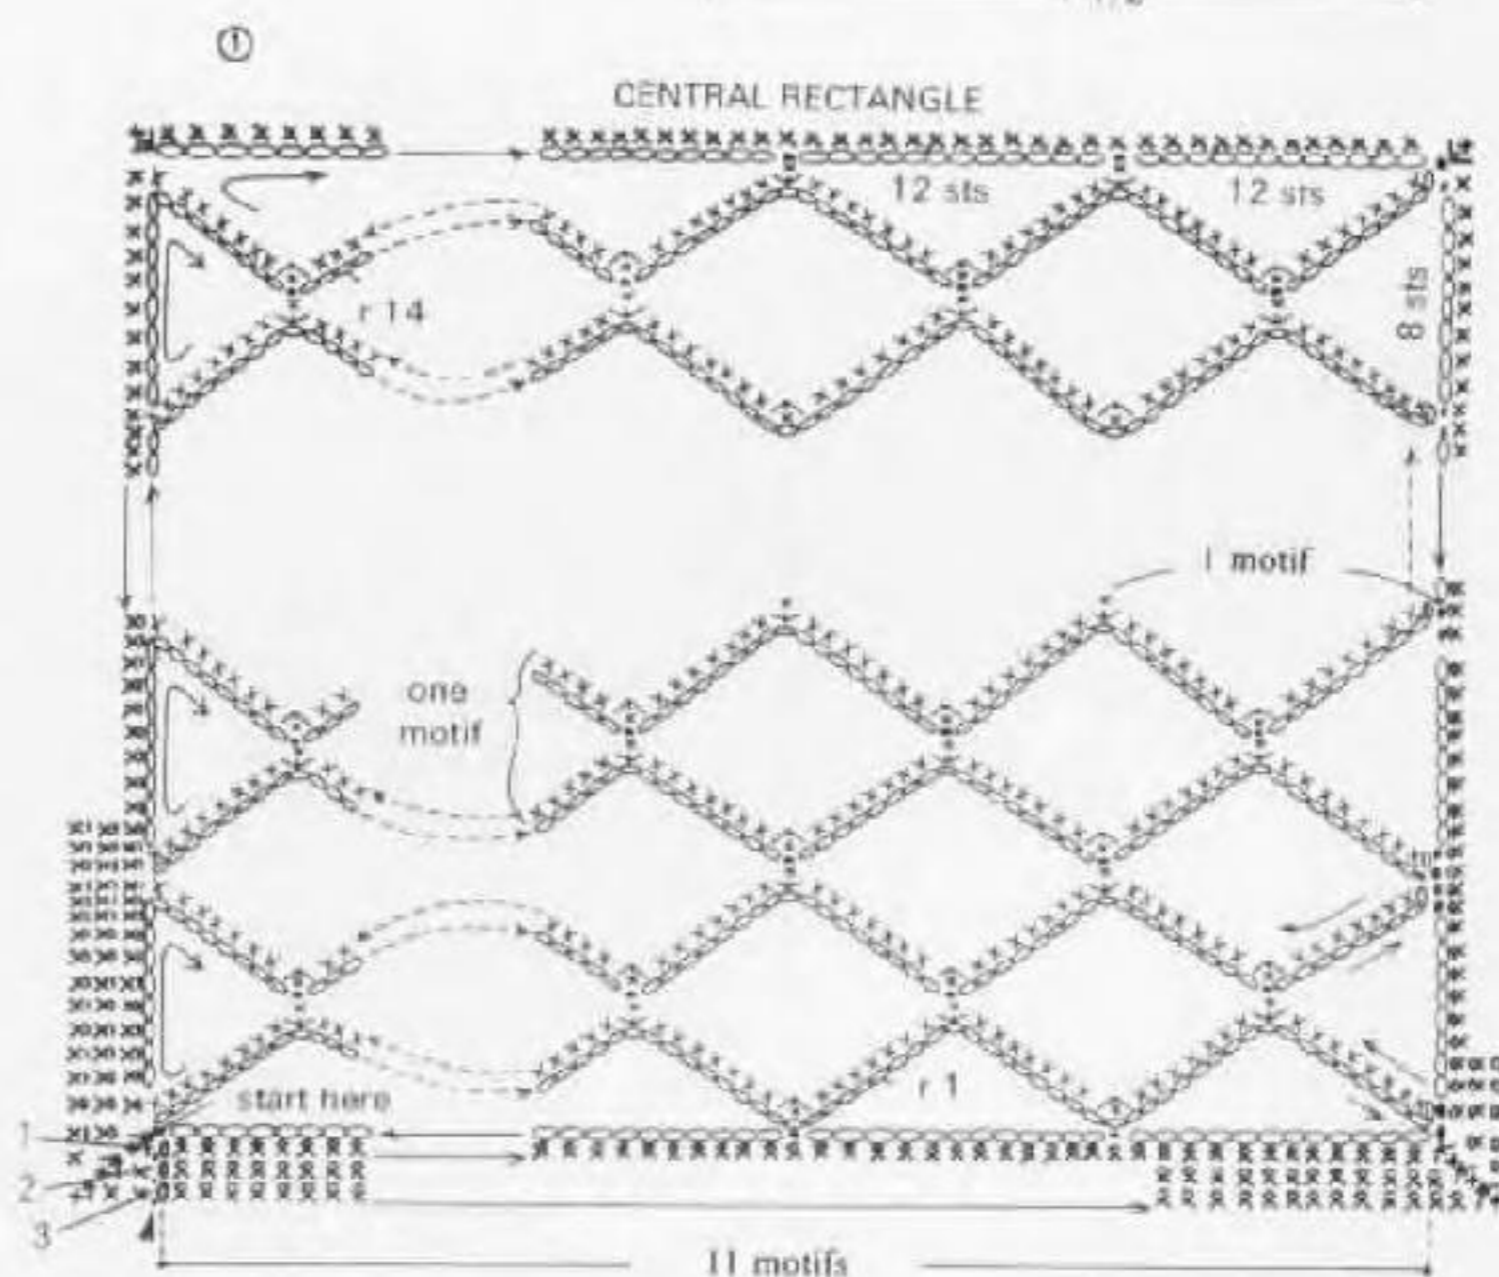 ①
CENTRAL RECTANGLE
12 sts
12 sts
8 sts
r 14
1 motif
one
motif
r 1
start here
1
2
3
11 motifs